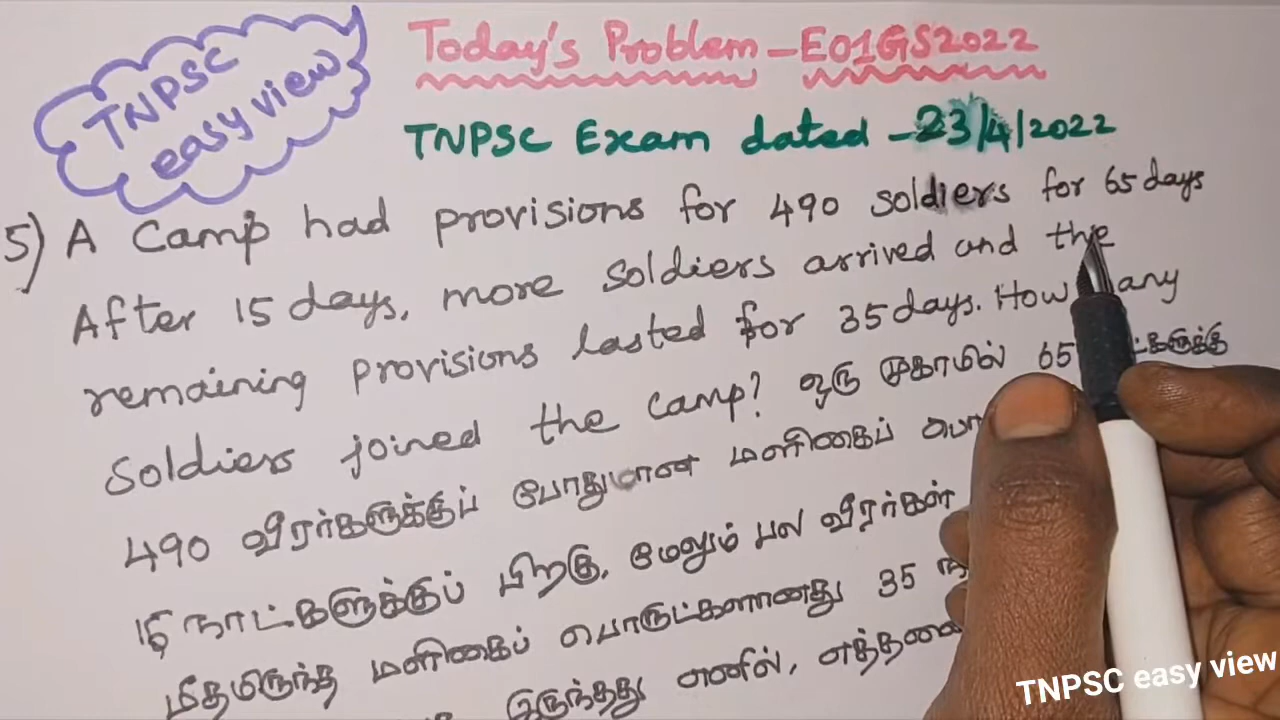 TNPSC
easy view
Today's Problem - E01GS2022
TNPSC Exam dated - 23/4/2022
5) A Camp had provisions for 490 soldiers for 65 days
After 15 days, more soldiers arrived and the
remaining provisions lasted for 35 days. How any
soldiers joined the camp? ஒரு முகாமில் 65
490 வீரர்களுக்குப் போதுமான மளிகைப்
15 நாட்களுக்குப் பிறகு, மேலும் பல வீரர்கள்
மீதமிருந்த மளிகைப் பொருட்களானது 35
இருந்தது எனில்,
TNPSC easy view